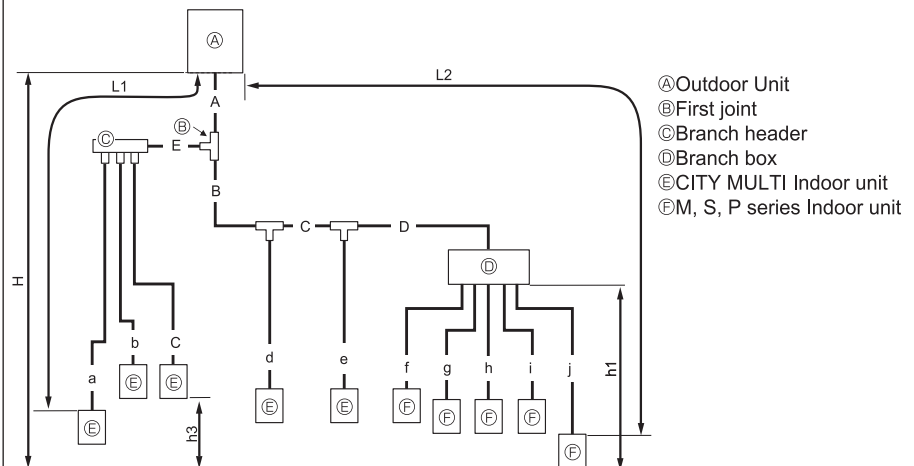 Ⓐ
L1
L2
A
Ⓑ
Ⓒ
E
B
C
D
Ⓓ
H
a
b
C
d
e
f
g
h
i
j
h1
h3
Ⓔ
Ⓔ
Ⓔ
Ⓔ
Ⓔ
Ⓕ
Ⓕ
Ⓕ
Ⓕ
Ⓕ
ⒶOutdoor Unit
ⒷFirst joint
ⒸBranch header
ⒹBranch box
ⒺCITY MULTI Indoor unit
ⒻM, S, P series Indoor unit